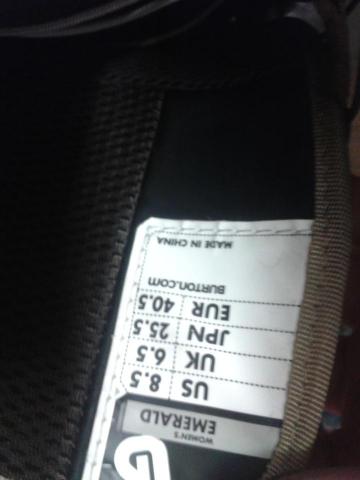 WOMEN'S
EMERALD
US 8.5
UK 6.5
JPN 25.5
EUR 40.5
BURTON.com
MADE IN CHINA